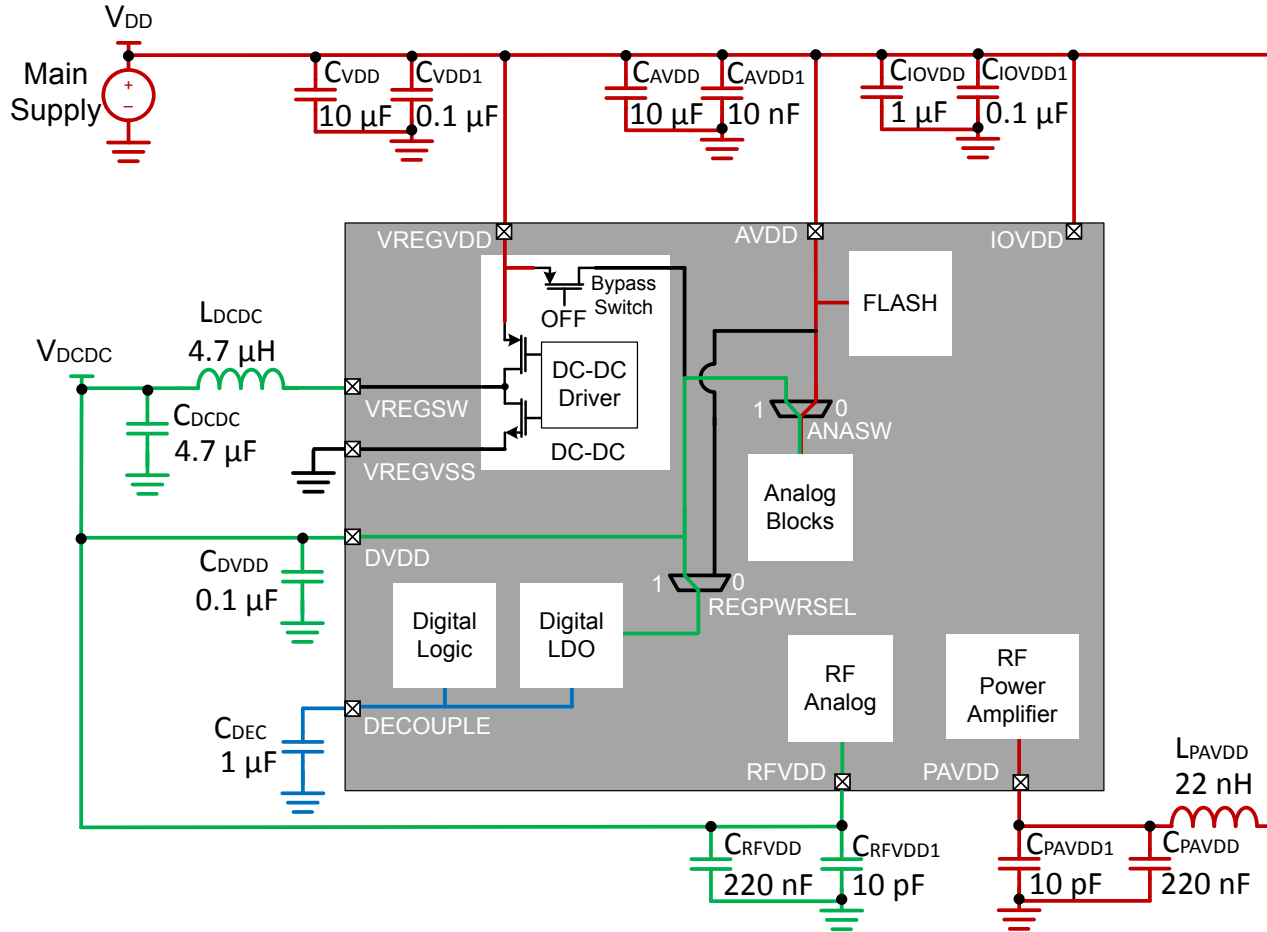 VDD
Main
Supply
+
–
CVDD
10 µF
CVDD1
0.1 µF
CAVDD
10 µF
CAVDD1
10 nF
CIOVDD
1 µF
CIOVDD1
0.1 µF
VREGVDD
AVDD
IOVDD
Bypass
Switch
OFF
FLASH
LDCDC
4.7 µH
VDCDC
DC-DC
Driver
VREGSW
1
0
ANASW
CDCDC
4.7 µF
DC-DC
VREGVSS
Analog
Blocks
DVDD
CDVDD
0.1 µF
1
0
REGPWRSEL
Digital
Logic
Digital
LDO
RF
Analog
RF
Power
Amplifier
DECOUPLE
CDEC
1 µF
RFVDD
PAVDD
LPAVDD
22 nH
CRFVDD
220 nF
CRFVDD1
10 pF
CPAVDD1
10 pF
CPAVDD
220 nF